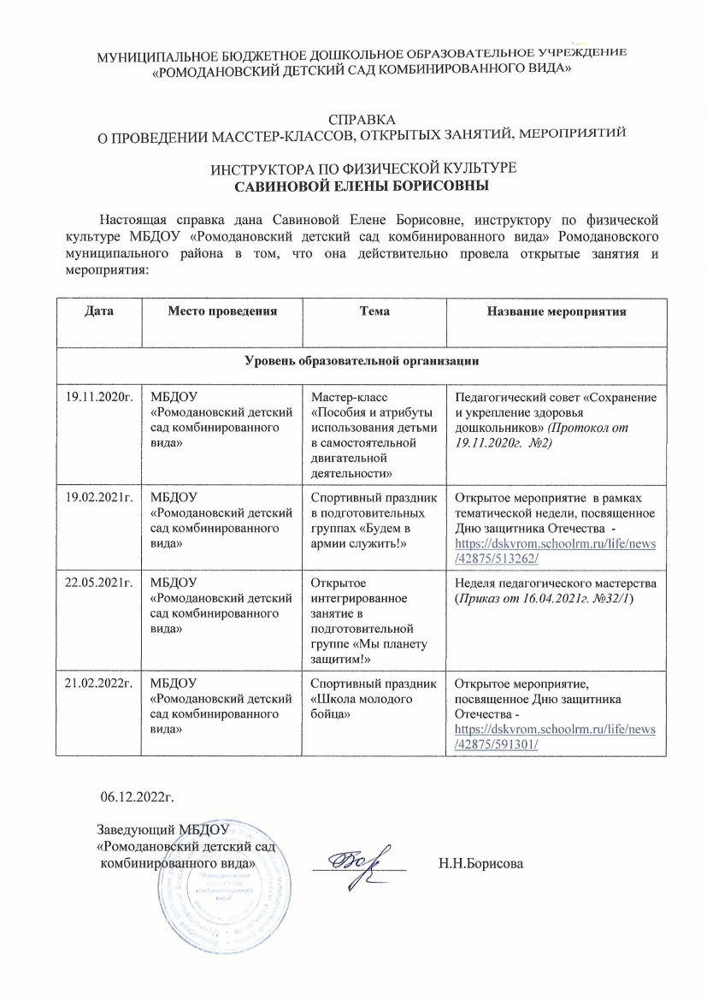 МУНИЦИПАЛЬНОЕ БЮДЖЕТНОЕ ДОШКОЛЬНОЕ ОБРАЗОВАТЕЛЬНОЕ УЧРЕЖДЕНИЕ
«РОМОДАНОВСКИЙ ДЕТСКИЙ САД КОМБИНИРОВАННОГО ВИДА»
СПРАВКА
О ПРОВЕДЕНИИ МАССТЕР-КЛАССОВ, ОТКРЫТЫХ ЗАНЯТИЙ, МЕРОПРИЯТИЙ
ИНСТРУКТОРА ПО ФИЗИЧЕСКОЙ КУЛЬТУРЕ
САВИНОВОЙ ЕЛЕНЫ БОРИСОВНЫ
Настоящая справка дана Савиновой Елене Борисовне, инструктору по физической
культуре МБДОУ «Ромодановский детский сад комбинированного вида» Ромодановского
муниципального района в том, что она действительно провела открытые занятия и
мероприятия:
Дата
Место проведения
Тема
Название мероприятия
Уровень образовательной организации
19.11.2020г.
МБДОУ
«Ромодановский детский
сад комбинированного
вида»
Мастер-класс
«Пособия и атрибуты
использования детьми
в самостоятельной
двигательной
деятельности»
Педагогический совет «Сохранение
и укрепление здоровья
дошкольников» (Протокол от
19.11.2020г. №2)
19.02.2021г.
МБДОУ
«Ромодановский детский
сад комбинированного
вида»
Спортивный праздник
в подготовительных
группах «Будем в
армии служить!»
Открытое мероприятие в рамках
тематической недели, посвященное
Дню защитника Отечества -
https://dskvrom.schoolrm.ru/life/news
/42875/513262/
22.05.2021г.
МБДОУ
«Ромодановский детский
сад комбинированного
вида»
Открытое
интегрированное
занятие в
подготовительной
группе «Мы планету
защитим!»
Неделя педагогического мастерства
(Приказ от 16.04.2021г. №32/1)
21.02.2022г.
МБДОУ
«Ромодановский детский
сад комбинированного
вида»
Спортивный праздник
«Школа молодого
бойца»
Открытое мероприятие,
посвященное Дню защитника
Отечества -
https://dskvrom.schoolrm.ru/life/news
/42875/591301/
06.12.2022г.
Заведующий МБДОУ
«Ромодановский детский сад
комбинированного вида»
Н.Н.Борисова
"Ромодановский
детский сад
комбинированного
вида"